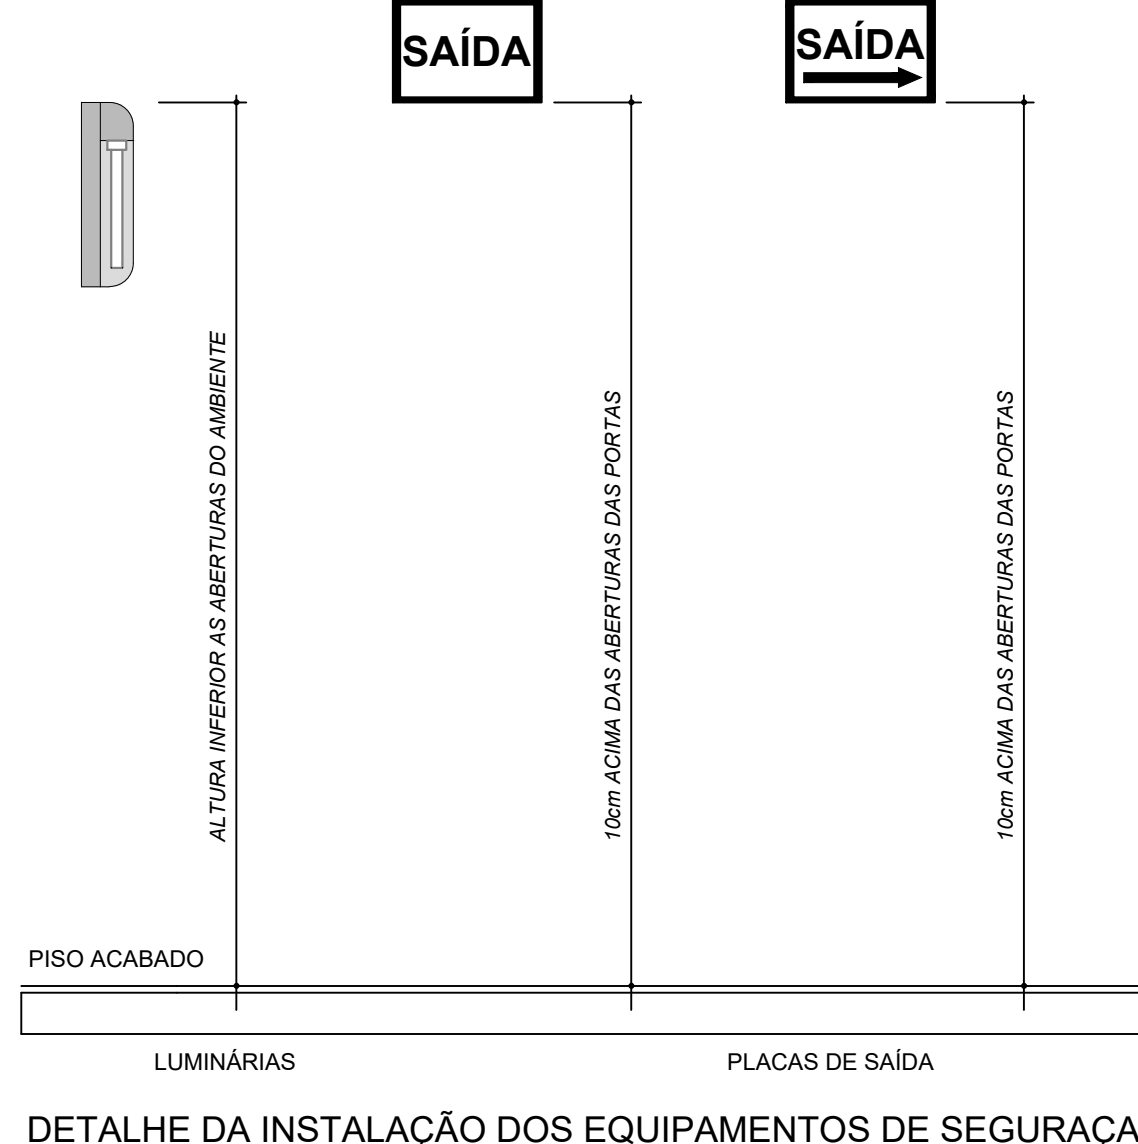 SAÍDA
SAÍDA
ALTURA INFERIOR AS ABERTURAS DO AMBIENTE
10cm ACIMA DAS ABERTURAS DAS PORTAS
10cm ACIMA DAS ABERTURAS DAS PORTAS
PISO ACABADO
LUMINÁRIAS
PLACAS DE SAÍDA
DETALHE DA INSTALAÇÃO DOS EQUIPAMENTOS DE SEGURAÇA